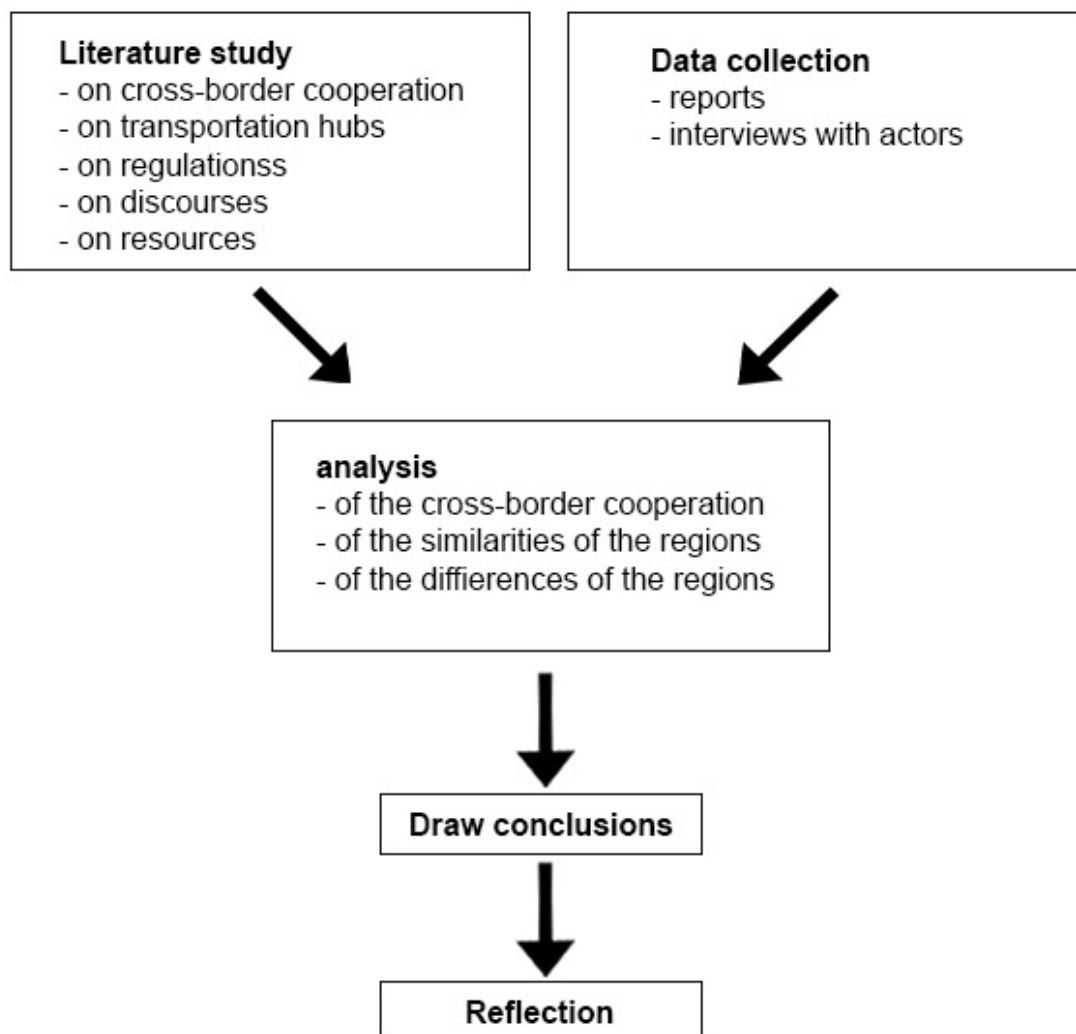 Literature study
- on cross-border cooperation
- on transportation hubs
- on regulationss
- on discourses
- on resources
Data collection
- reports
- interviews with actors
analysis
- of the cross-border cooperation
- of the similarities of the regions
- of the diffierences of the regions
Draw conclusions
Reflection